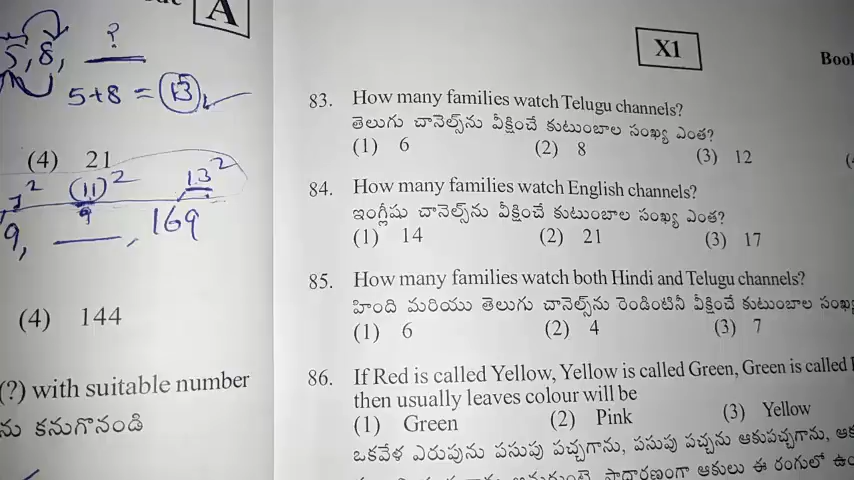 A
5, 8, ?
5+8 = 13
(4) 21
7² (11)² 13²
9
9, , 169
(4) 144
(?) with suitable number
ను కనుగొనండి
X1
83. How many families watch Telugu channels?
తెలుగు చానెల్స్‌ను వీక్షించే కుటుంబాల సంఖ్య ఎంత?
(1) 6 (2) 8 (3) 12
84. How many families watch English channels?
ఇంగ్లీషు చానెల్స్‌ను వీక్షించే కుటుంబాల సంఖ్య ఎంత?
(1) 14 (2) 21 (3) 17
85. How many families watch both Hindi and Telugu channels?
హింది మరియు తెలుగు చానెల్స్‌ను రెండింటినీ వీక్షించే కుటుంబాల
(1) 6 (2) 4 (3) 7
86. If Red is called Yellow, Yellow is called Green, Green is called
then usually leaves colour will be
(1) Green (2) Pink (3) Yellow
ఒకవేళ ఎరుపును పసుపు పచ్చగాను, పసుపు పచ్చను ఆకుపచ్చగాను,
సాధారణంగా ఆకులు ఈ రంగులో